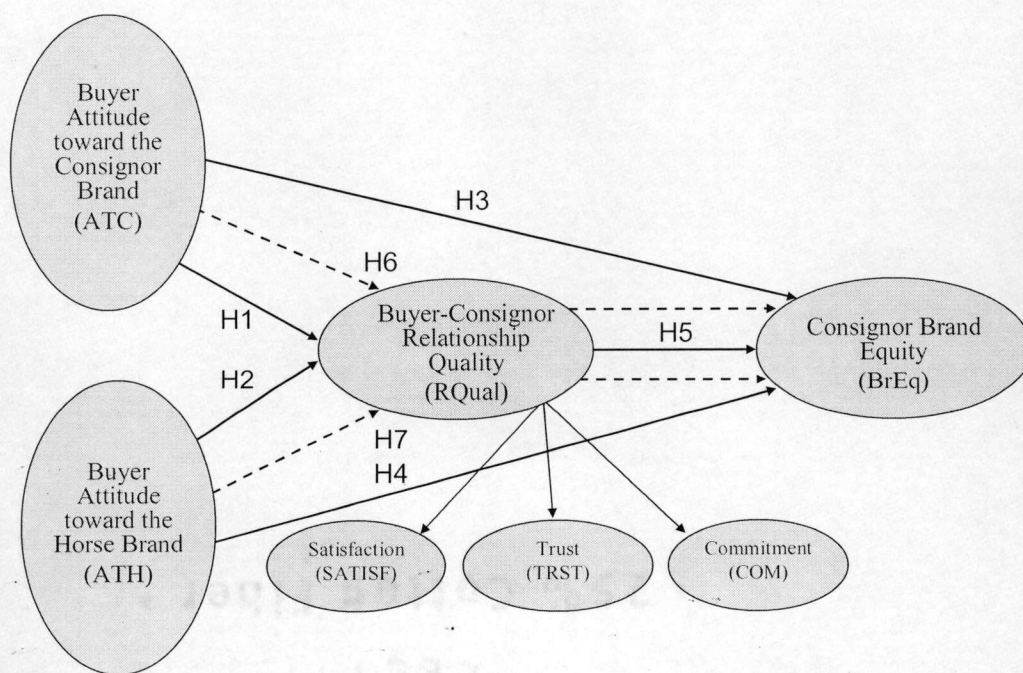 Buyer
Attitude
toward the
Consignor
Brand
(ATC)
H3
H6
H1
Buyer-Consignor
Relationship
Quality
(RQual)
H5
Consignor Brand
Equity
(BrEq)
H2
H7
H4
Buyer
Attitude
toward the
Horse Brand
(ATH)
Satisfaction
(SATISF)
Trust
(TRST)
Commitment
(COM)